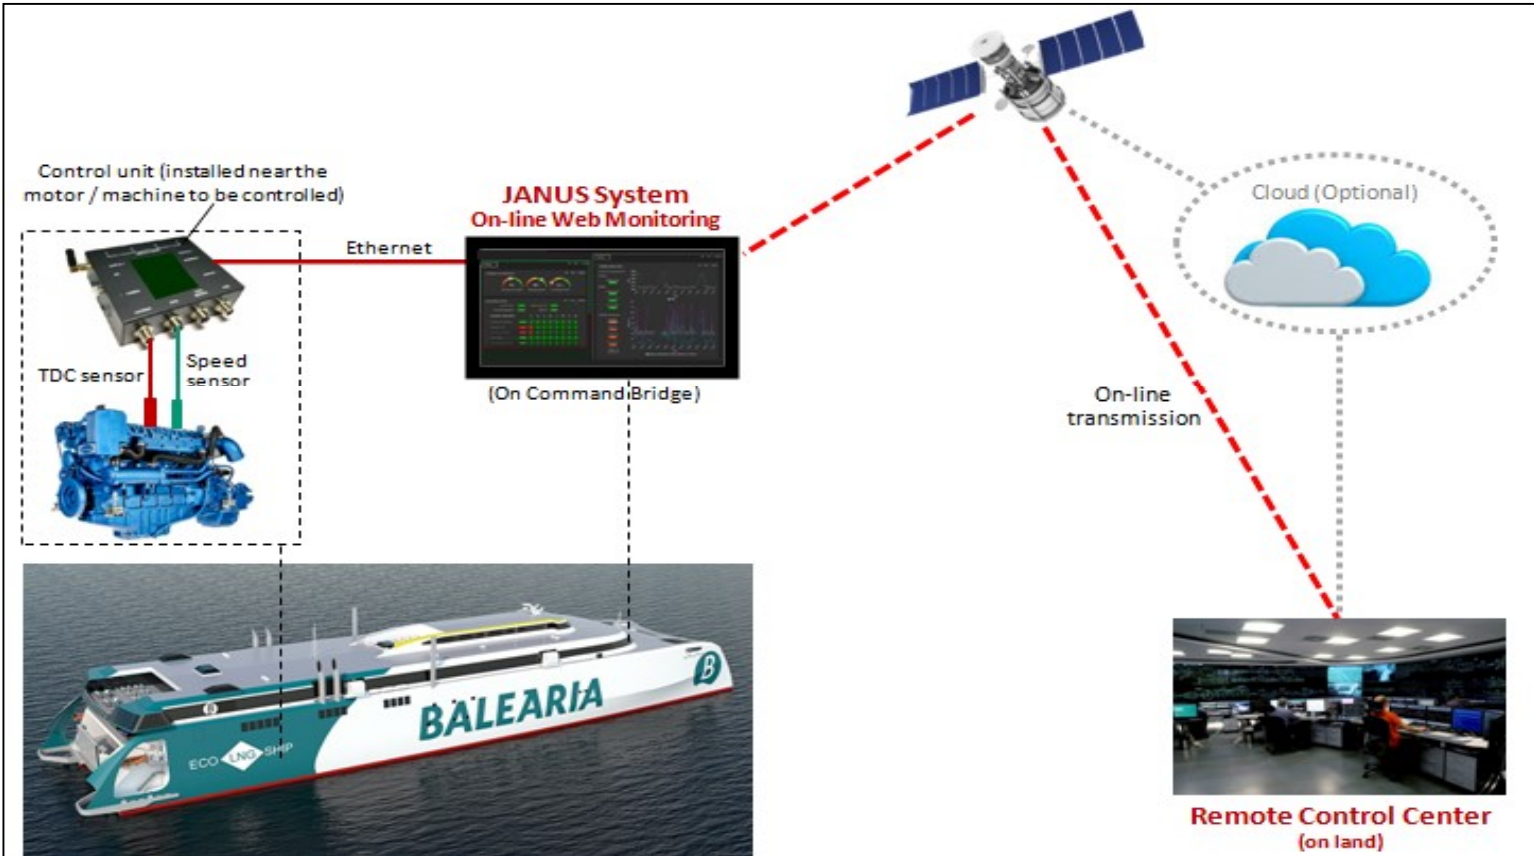 Control unit (installed near the
motor / machine to be controlled)
JANUS System
On-line Web Monitoring
Ethernet
Cloud (Optional)
TDC sensor
Speed
sensor
(On Command Bridge)
On-line
transmission
BALEARIA
B
ECO LNG SHIP
Remote Control Center
(on land)